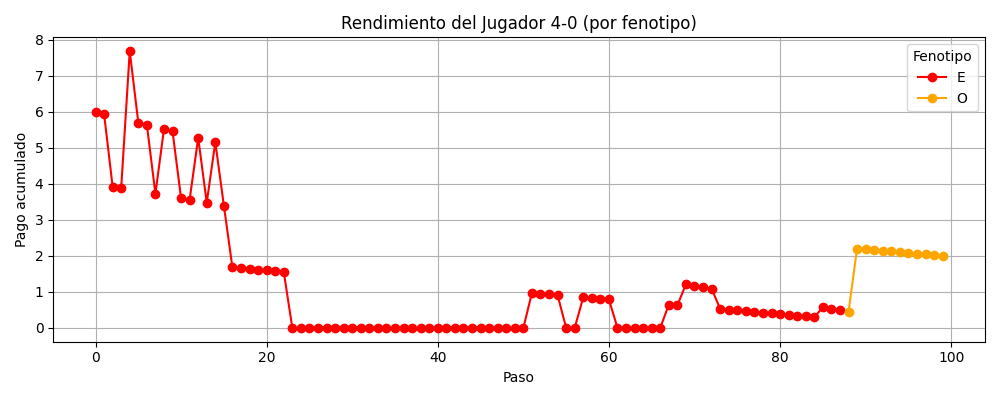 Rendimiento del Jugador 4-0 (por fenotipo)
Pago acumulado
8
7
6
5
4
3
2
1
0
Fenotipo
E
O
0 20 40 60 80 100
Paso